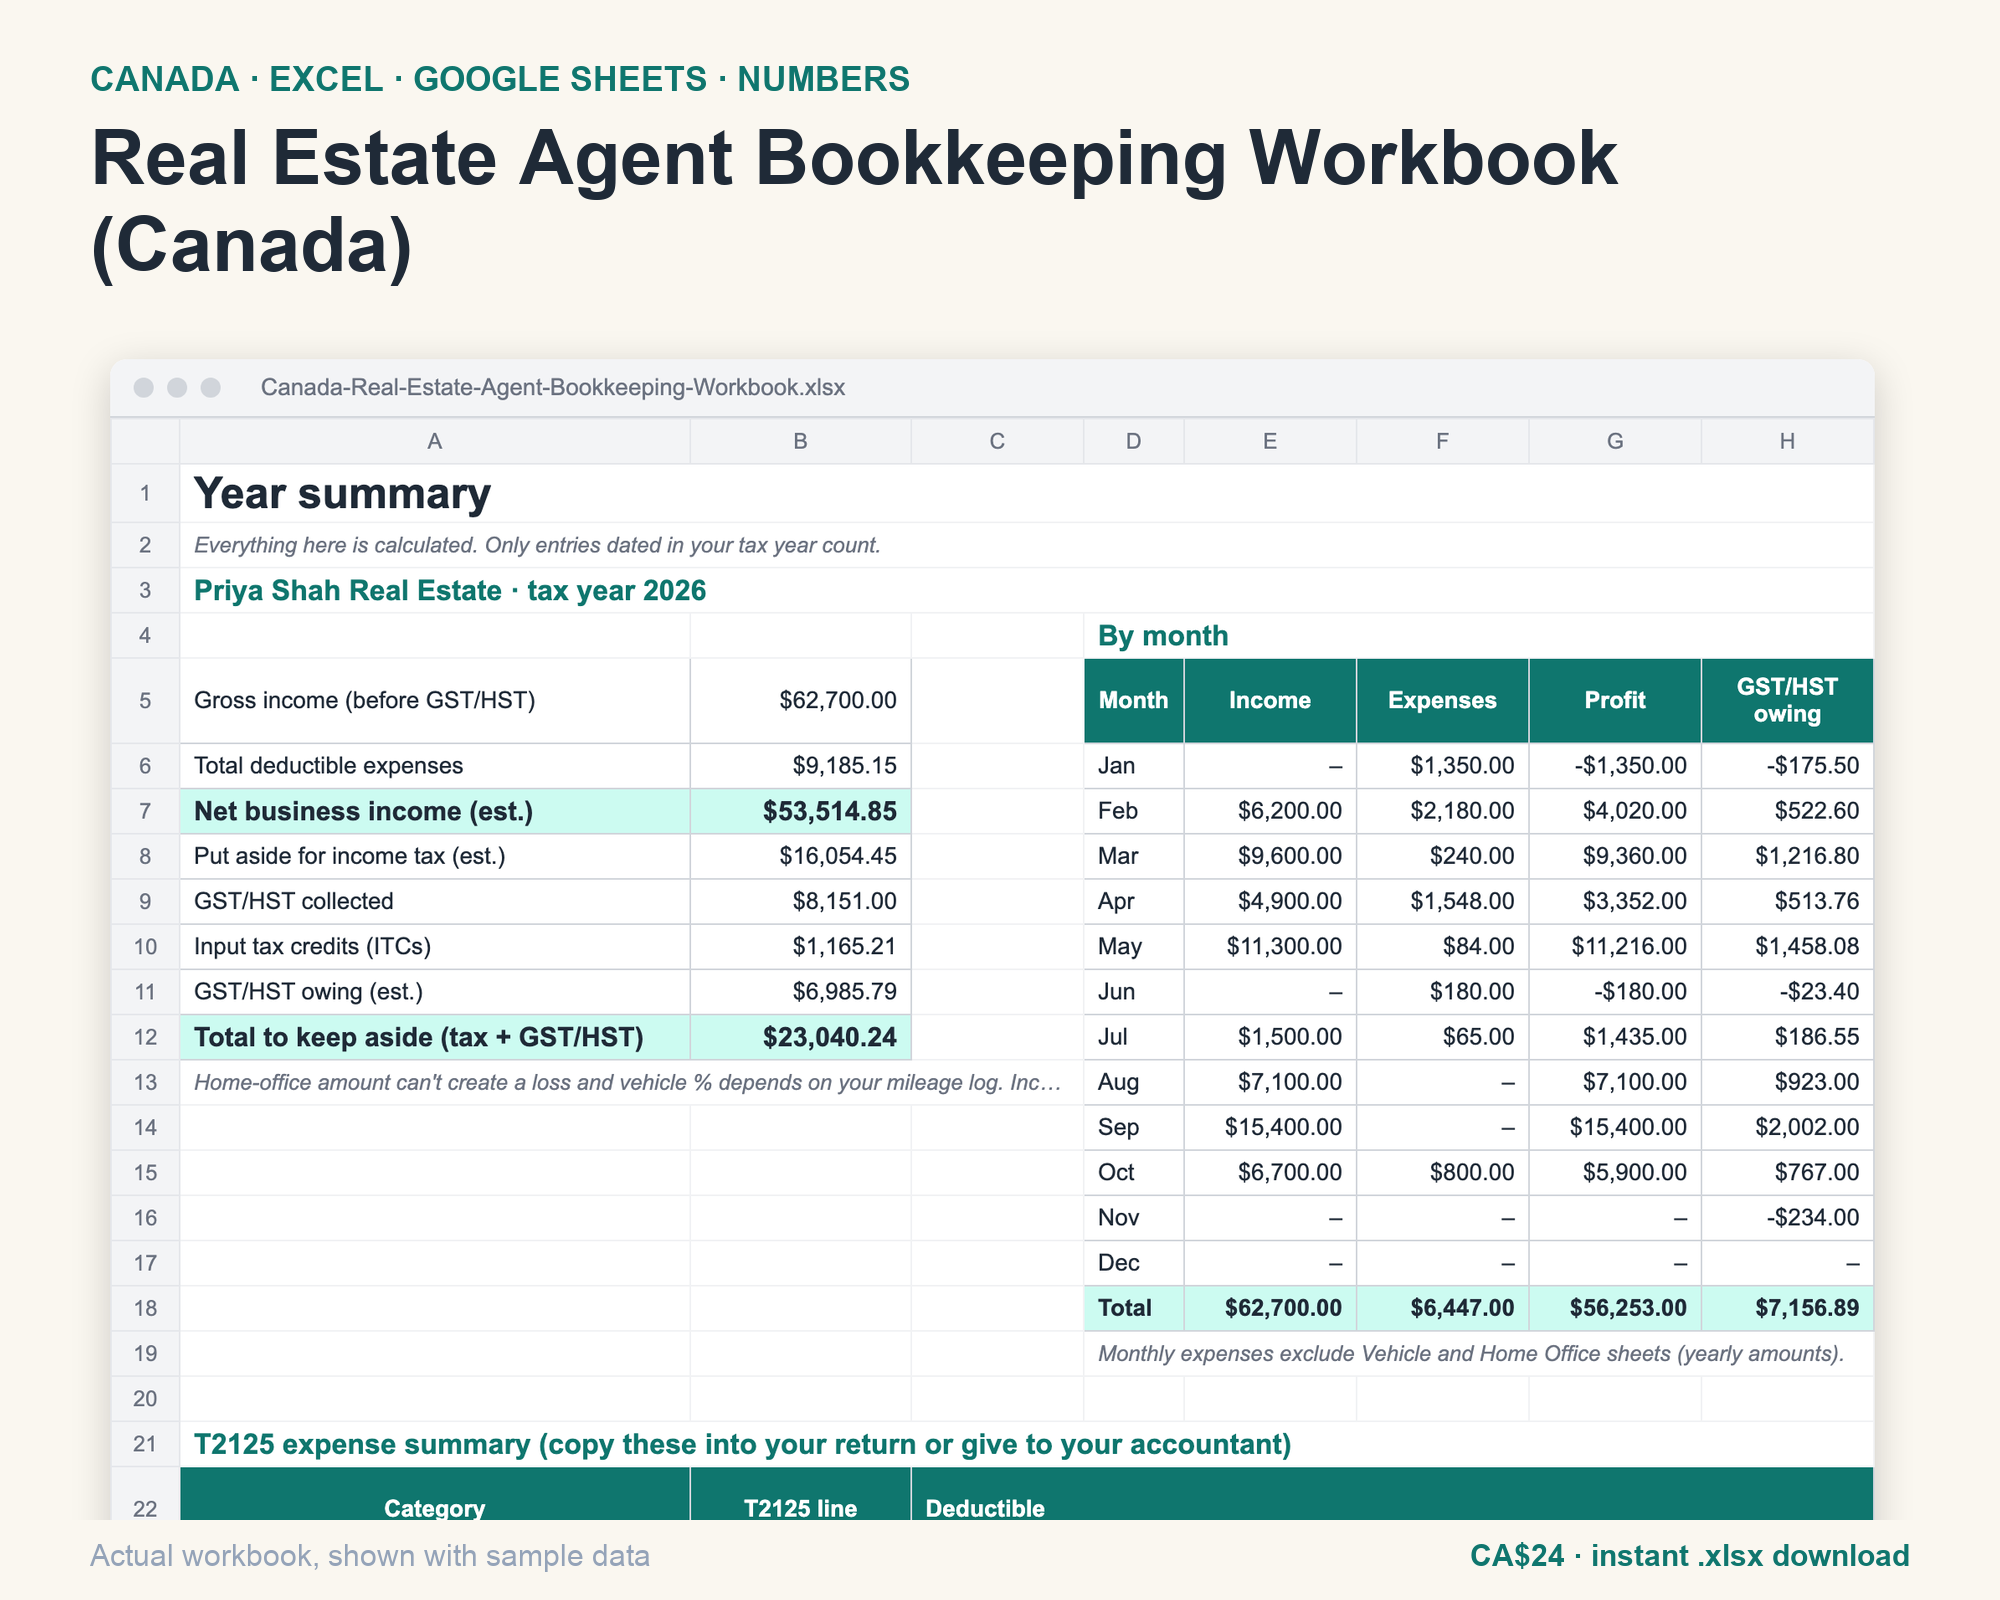 CANADA · EXCEL · GOOGLE SHEETS · NUMBERS
Real Estate Agent Bookkeeping Workbook
(Canada)
Canada-Real-Estate-Agent-Bookkeeping-Workbook.xlsx
A B C D E F G H
1 Year summary
2 Everything here is calculated. Only entries dated in your tax year count.
3 Priya Shah Real Estate · tax year 2026
4 By month
5 Gross income (before GST/HST) $62,700.00 Month Income Expenses Profit GST/HST owing
6 Total deductible expenses $9,185.15 Jan – $1,350.00 -$1,350.00 -$175.50
7 Net business income (est.) $53,514.85 Feb $6,200.00 $2,180.00 $4,020.00 $522.60
8 Put aside for income tax (est.) $16,054.45 Mar $9,600.00 $240.00 $9,360.00 $1,216.80
9 GST/HST collected $8,151.00 Apr $4,900.00 $1,548.00 $3,352.00 $513.76
10 Input tax credits (ITCs) $1,165.21 May $11,300.00 $84.00 $11,216.00 $1,458.08
11 GST/HST owing (est.) $6,985.79 Jun – $180.00 -$180.00 -$23.40
12 Total to keep aside (tax + GST/HST) $23,040.24 Jul $1,500.00 $65.00 $1,435.00 $186.55
13 Home-office amount can't create a loss and vehicle % depends on your mileage log. Inc… Aug $7,100.00 – $7,100.00 $923.00
14 Sep $15,400.00 – $15,400.00 $2,002.00
15 Oct $6,700.00 $800.00 $5,900.00 $767.00
16 Nov – – – -$234.00
17 Dec – – – –
18 Total $62,700.00 $6,447.00 $56,253.00 $7,156.89
19 Monthly expenses exclude Vehicle and Home Office sheets (yearly amounts).
20
21 T2125 expense summary (copy these into your return or give to your accountant)
22 Category T2125 line Deductible
Actual workbook, shown with sample data
CA$24 · instant .xlsx download